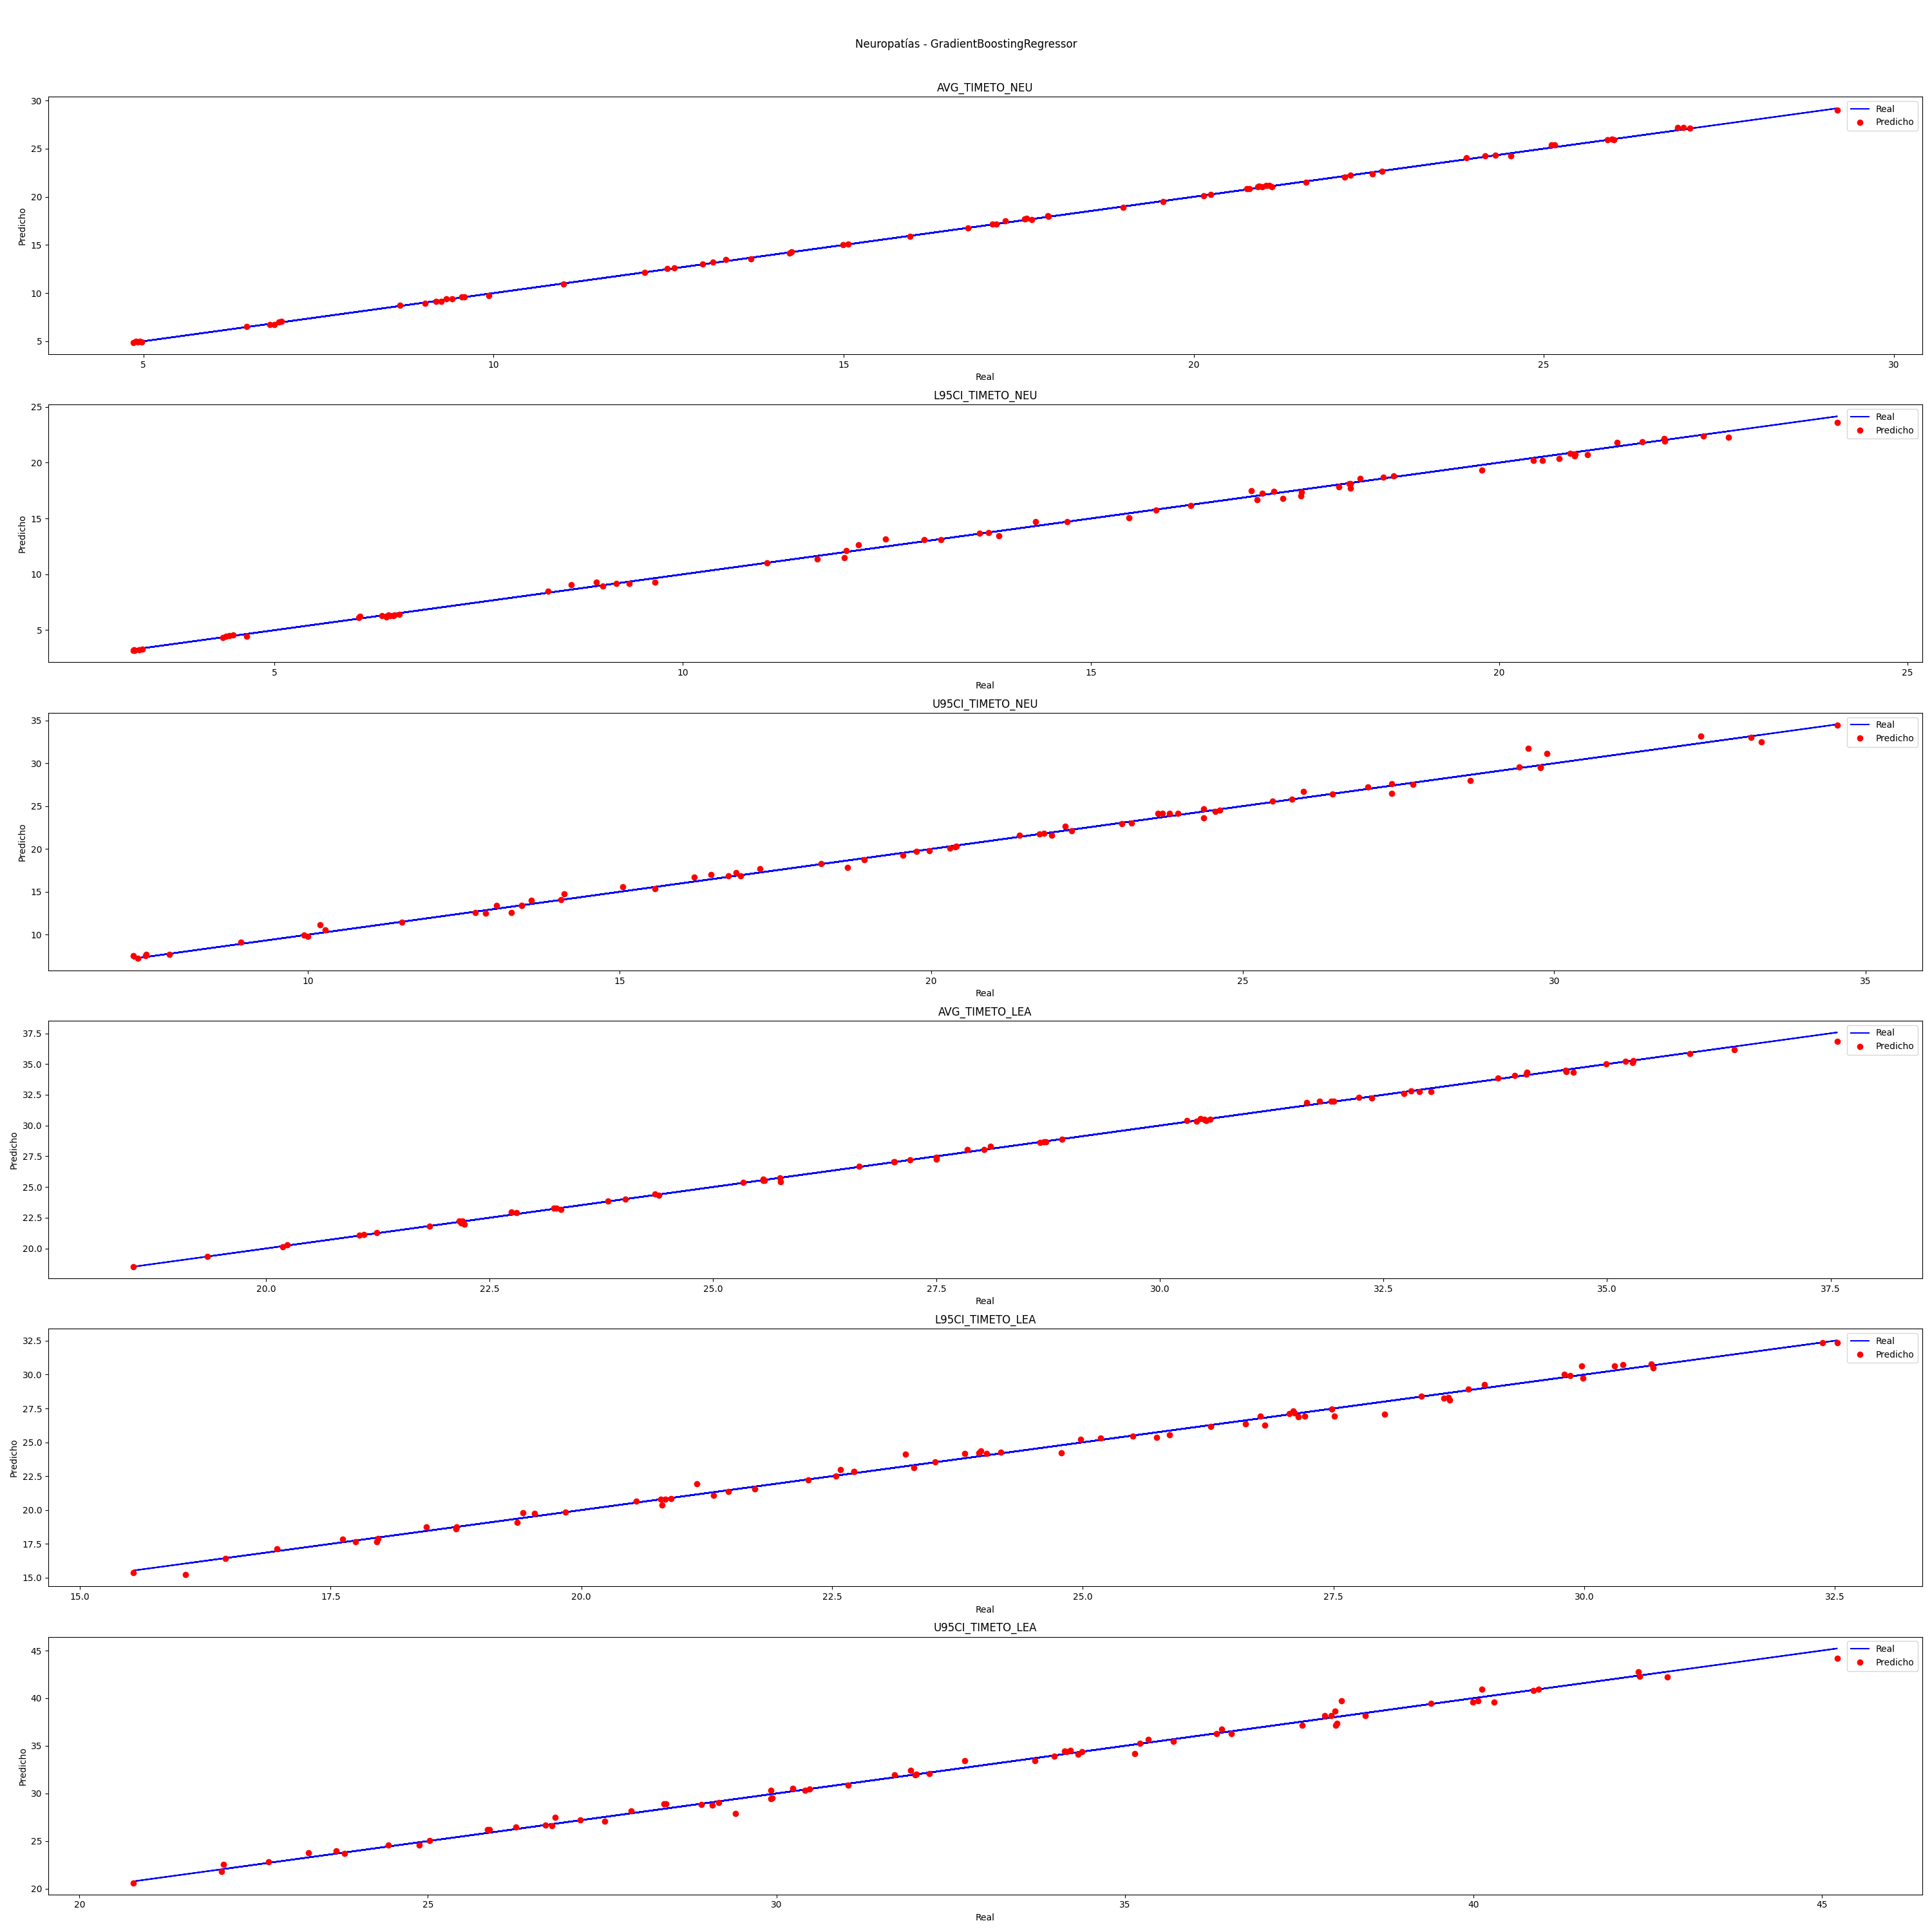 Neuropatías - GradientBoostingRegressor
AVG_TIMETO_NEU
30
25
20
15
10
5
Predicho
Real
Predicho
5 10 15 20 25 30
Real
L95CI_TIMETO_NEU
25
20
15
10
5
Predicho
Real
Predicho
5 10 15 20 25
Real
U95CI_TIMETO_NEU
35
30
25
20
15
10
Predicho
Real
Predicho
10 15 20 25 30 35
Real
AVG_TIMETO_LEA
37.5
35.0
32.5
30.0
27.5
25.0
22.5
20.0
Predicho
Real
Predicho
20.0 22.5 25.0 27.5 30.0 32.5 35.0 37.5
Real
L95CI_TIMETO_LEA
32.5
30.0
27.5
25.0
22.5
20.0
17.5
15.0
Predicho
Real
Predicho
15.0 17.5 20.0 22.5 25.0 27.5 30.0 32.5
Real
U95CI_TIMETO_LEA
45
40
35
30
25
20
Predicho
Real
Predicho
20 25 30 35 40 45
Real